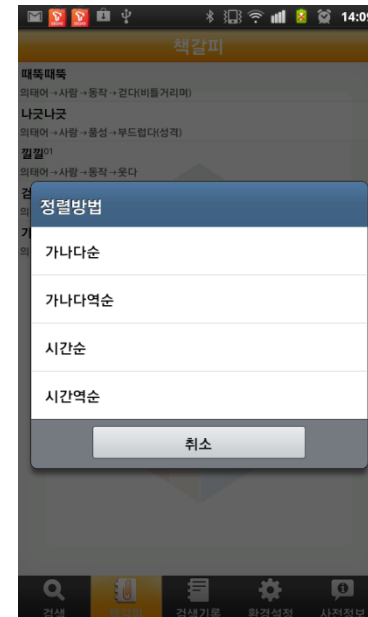 14:09
책갈피
때뚝때뚝
의태어→사람→동작→걷다(비틀거리며)
나긋나긋
의태어→사람→품성→부드럽다(성격)
낄낄01
의태어→사람→동작→웃다
정렬방법
가나다순
가나다역순
시간순
시간역순
취소
검색
책갈피
검색기록
환경설정
사전정보